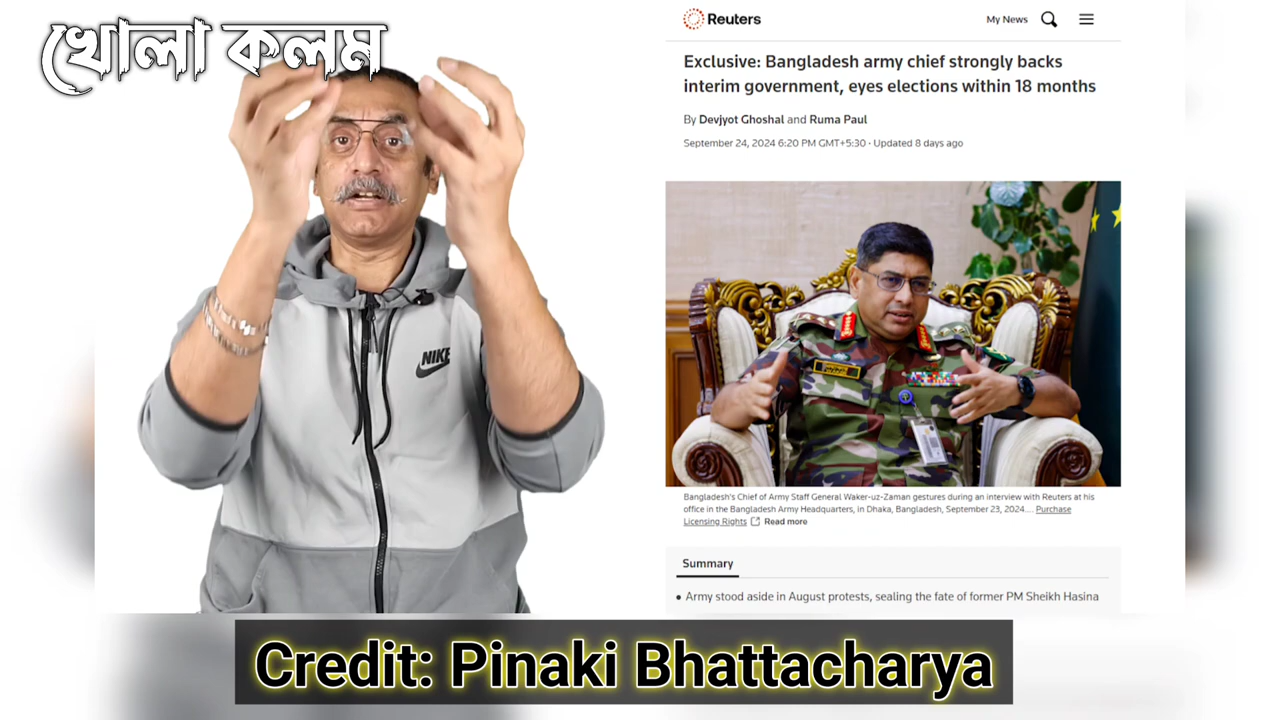 খোলা কলম
NIKE
Reuters
My News
Exclusive: Bangladesh army chief strongly backs
interim government, eyes elections within 18 months
By Devjyot Ghoshal and Ruma Paul
September 24, 2024 6:20 PM GMT+5:30 · Updated 8 days ago
Bangladesh's Chief of Army Staff General Waker-uz-Zaman gestures during an interview with Reuters at his
office in the Bangladesh Army Headquarters, in Dhaka, Bangladesh, September 23, 2024.... Purchase
Licensing Rights Read more
Summary
• Army stood aside in August protests, sealing the fate of former PM Sheikh Hasina
Credit: Pinaki Bhattacharya